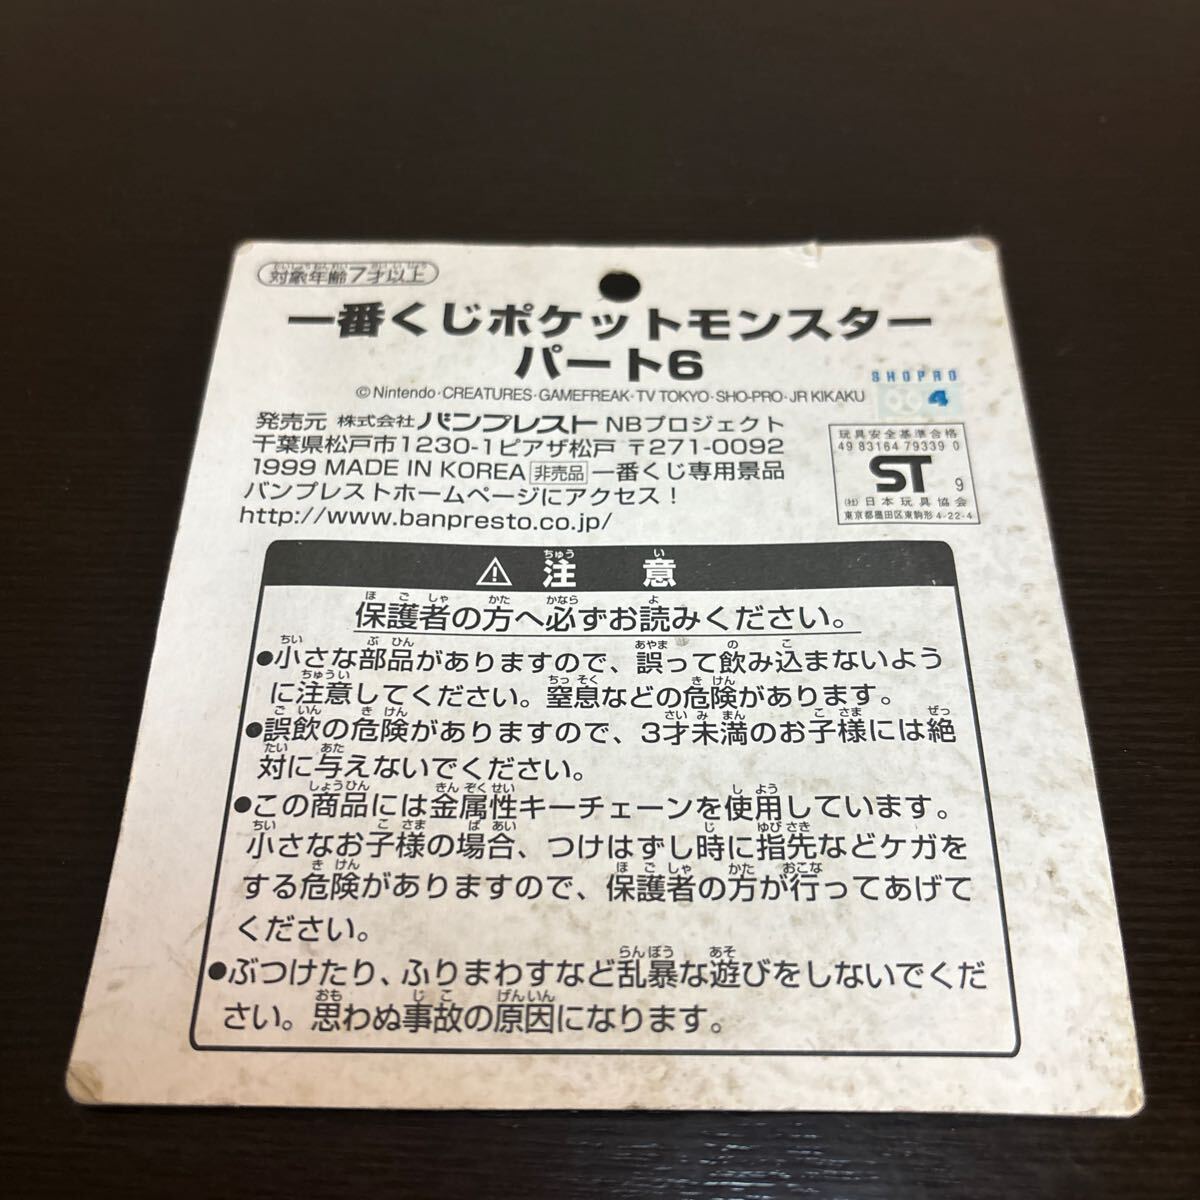 対象年齢7才以上
一番くじポケットモンスター
パート6
©Nintendo・CREATURES・GAMEFREAK・TV TOKYO・SHO-PRO・JR KIKAKU
SHOPRO
4
発売元 株式会社 バンプレスト NBプロジェクト
千葉県松戸市1230-1ピアザ松戸 〒271-0092
1999 MADE IN KOREA 非売品 一番くじ専用景品
バンプレストホームページにアクセス！
http://www.banpresto.co.jp/
玩具安全基準合格
49 83164 79339 0
ST 9
(社)日本玩具協会
東京都墨田区東駒形4-22-4
⚠ 注意
保護者の方へ必ずお読みください。
●小さな部品がありますので、誤って飲み込まないよう
に注意してください。窒息などの危険があります。
●誤飲の危険がありますので、3才未満のお子様には絶
対に与えないでください。
●この商品には金属性キーチェーンを使用しています。
小さなお子様の場合、つけはずし時に指先などケガを
する危険がありますので、保護者の方が行ってあげて
ください。
●ぶつけたり、ふりまわすなど乱暴な遊びをしないでくだ
さい。思わぬ事故の原因になります。